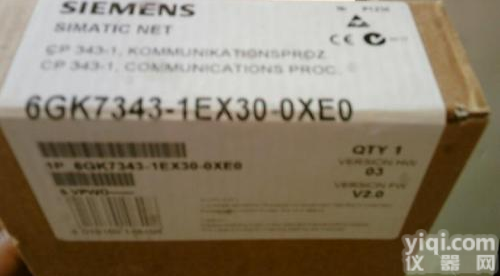 SIEMENS
SIMATIC NET
CP 343-1, KOMMUNIKATIONSPROZ
CP 343-1, COMMUNICATIONS PROC.
6GK7343-1EX30-0XE0
1P 6GK7343-1EX30-0XE0
QTY 1
VERSION HW
03
VERSION FW
V2.0
yiqi.com
仪器网